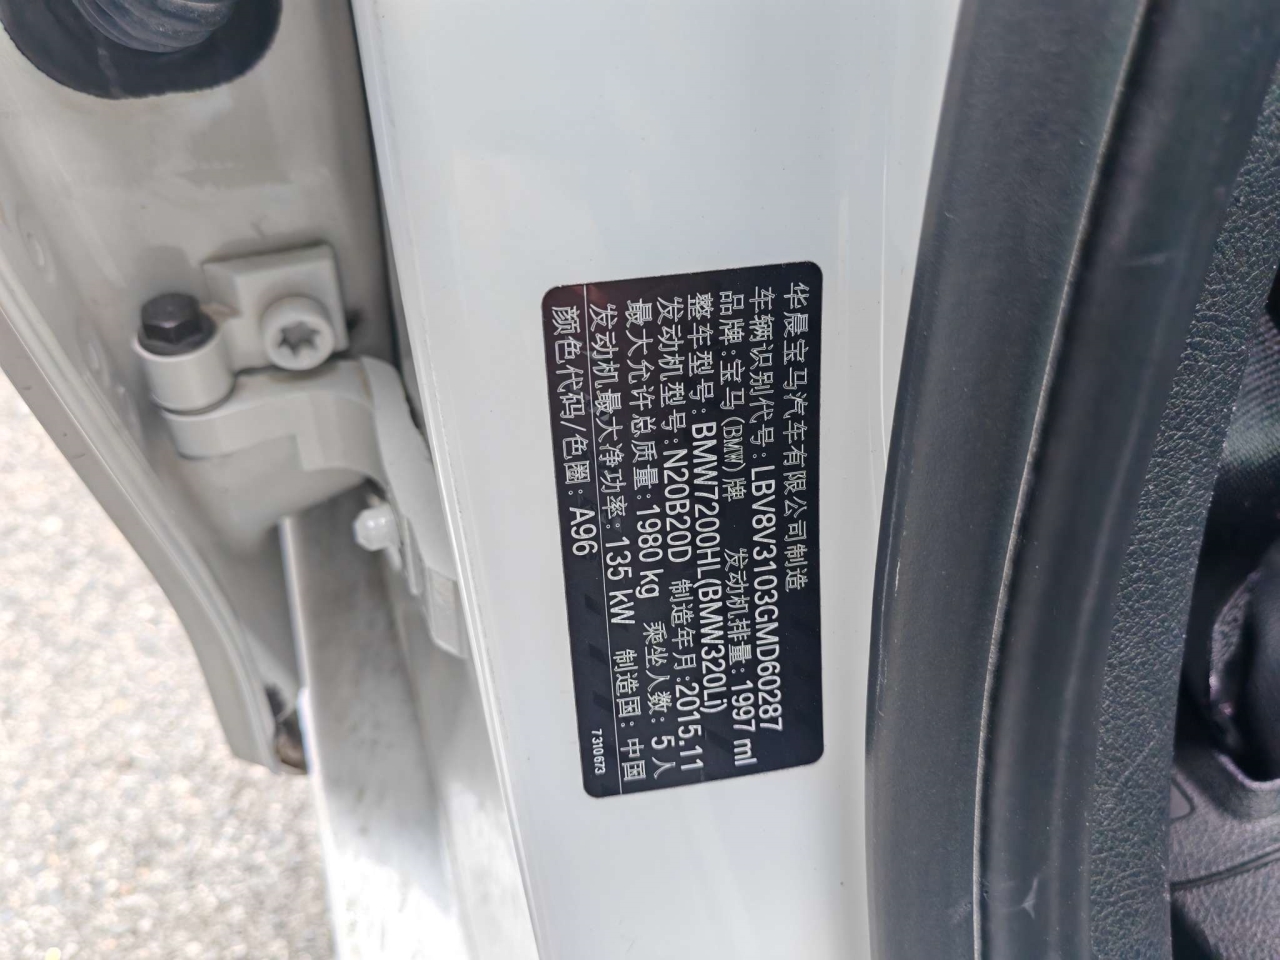 华晨宝马汽车有限公司制造
车辆识别代号:LBV8V3103GMD60287
品牌:宝马(BMW)牌 发动机排量:1997 ml
整车型号:BMW7200HL(BMW320Li)
发动机型号:N20B20D 制造年月:2015.11
最大允许总质量:1980 kg 乘坐人数: 5 人
发动机最大净功率: 135 kW 制造国: 中国
颜色代码/色圈: A96 7 310 673